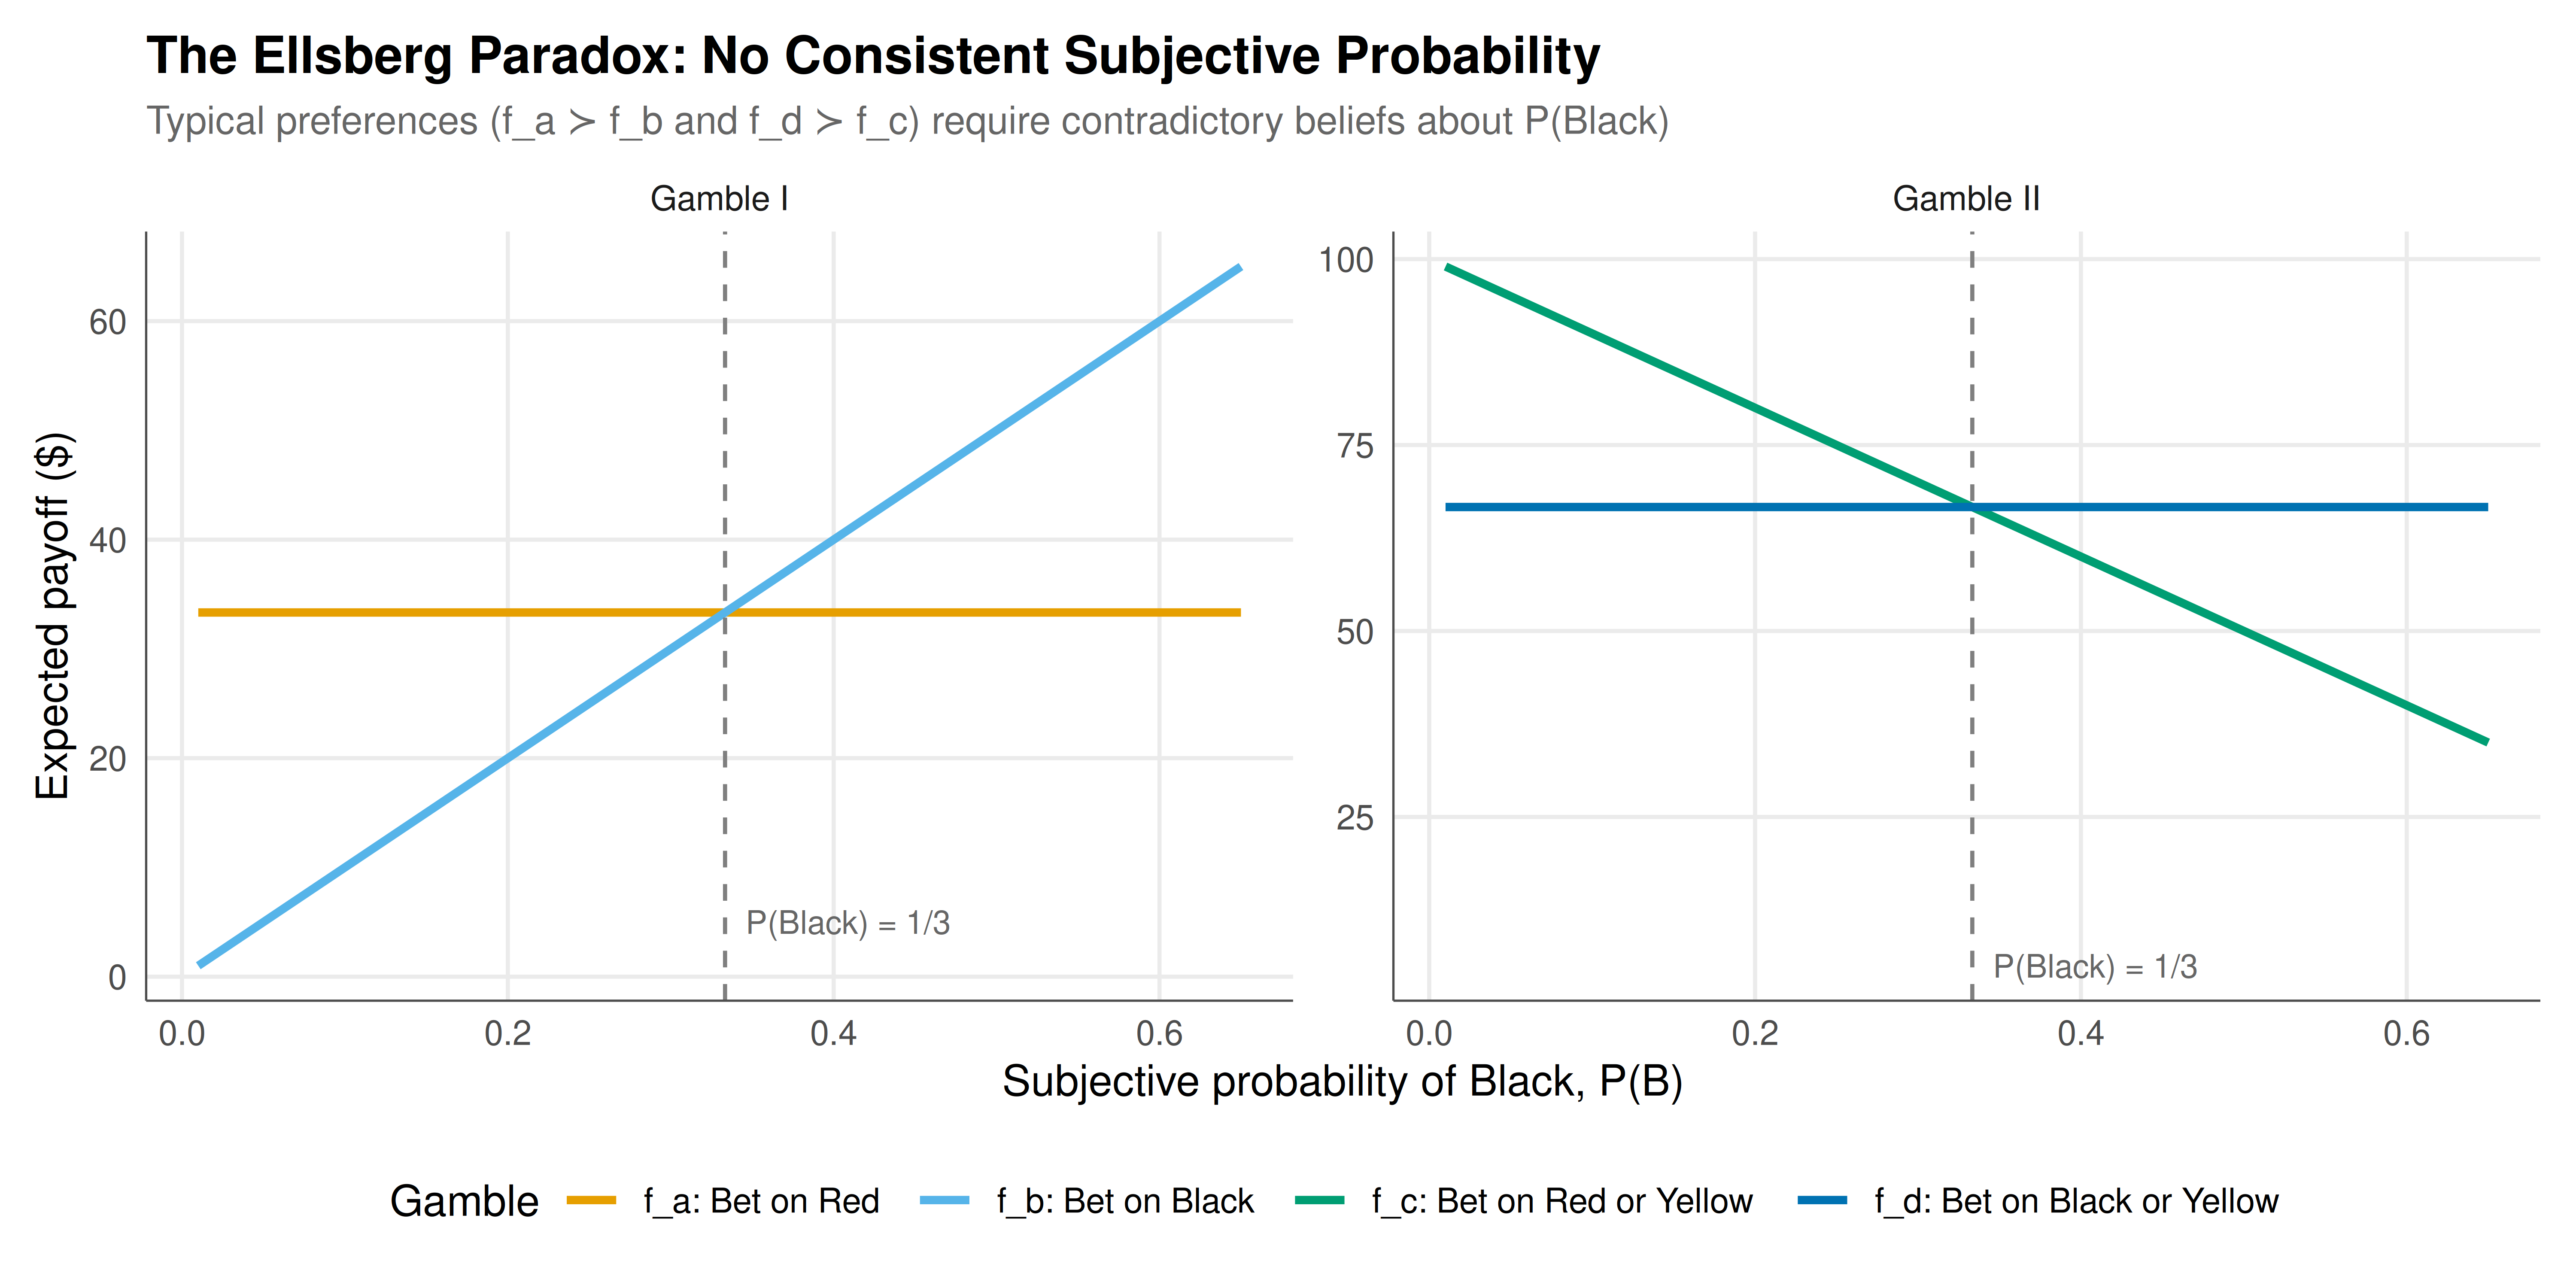 The Ellsberg Paradox: No Consistent Subjective Probability
Typical preferences (f_a ≻ f_b and f_d ≻ f_c) require contradictory beliefs about P(Black)
Gamble I
Gamble II
Expected payoff ($)
60
40
20
0
P(Black) = 1/3
0.0 0.2 0.4 0.6
100
75
50
25
P(Black) = 1/3
0.0 0.2 0.4 0.6
Subjective probability of Black, P(B)
Gamble f_a: Bet on Red f_b: Bet on Black f_c: Bet on Red or Yellow f_d: Bet on Black or Yellow